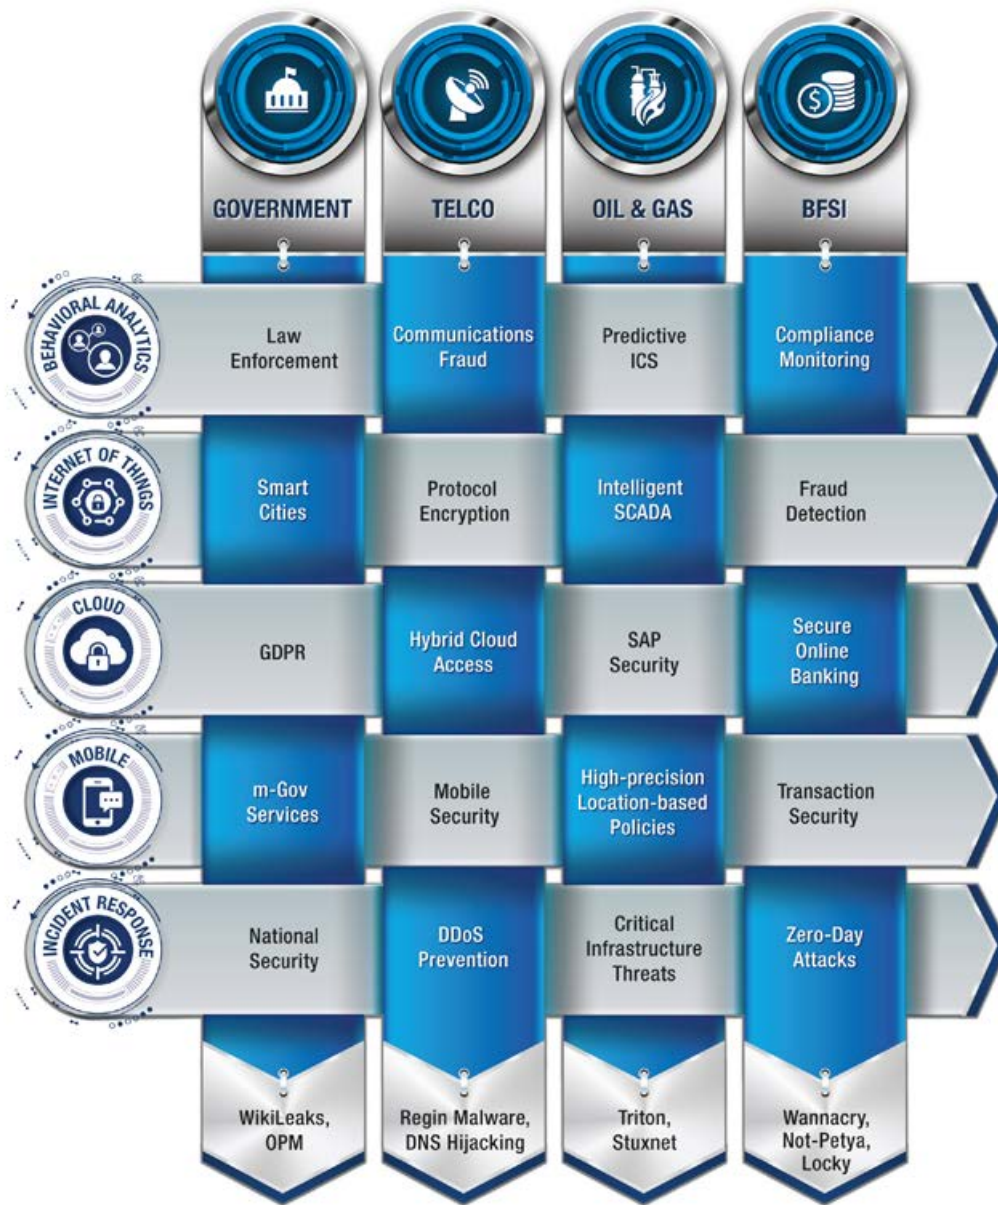 GOVERNMENT
TELCO
OIL & GAS
BFSI
BEHAVIORAL ANALYTICS
Law
Enforcement
Communications
Fraud
Predictive
ICS
Compliance
Monitoring
INTERNET OF THINGS
Smart
Cities
Protocol
Encryption
Intelligent
SCADA
Fraud
Detection
CLOUD
GDPR
Hybrid Cloud
Access
SAP
Security
Secure
Online
Banking
MOBILE
m-Gov
Services
Mobile
Security
High-precision
Location-based
Policies
Transaction
Security
INCIDENT RESPONSE
National
Security
DDoS
Prevention
Critical
Infrastructure
Threats
Zero-Day
Attacks
WikiLeaks,
OPM
Regin Malware,
DNS Hijacking
Triton,
Stuxnet
Wannacry,
Not-Petya,
Locky